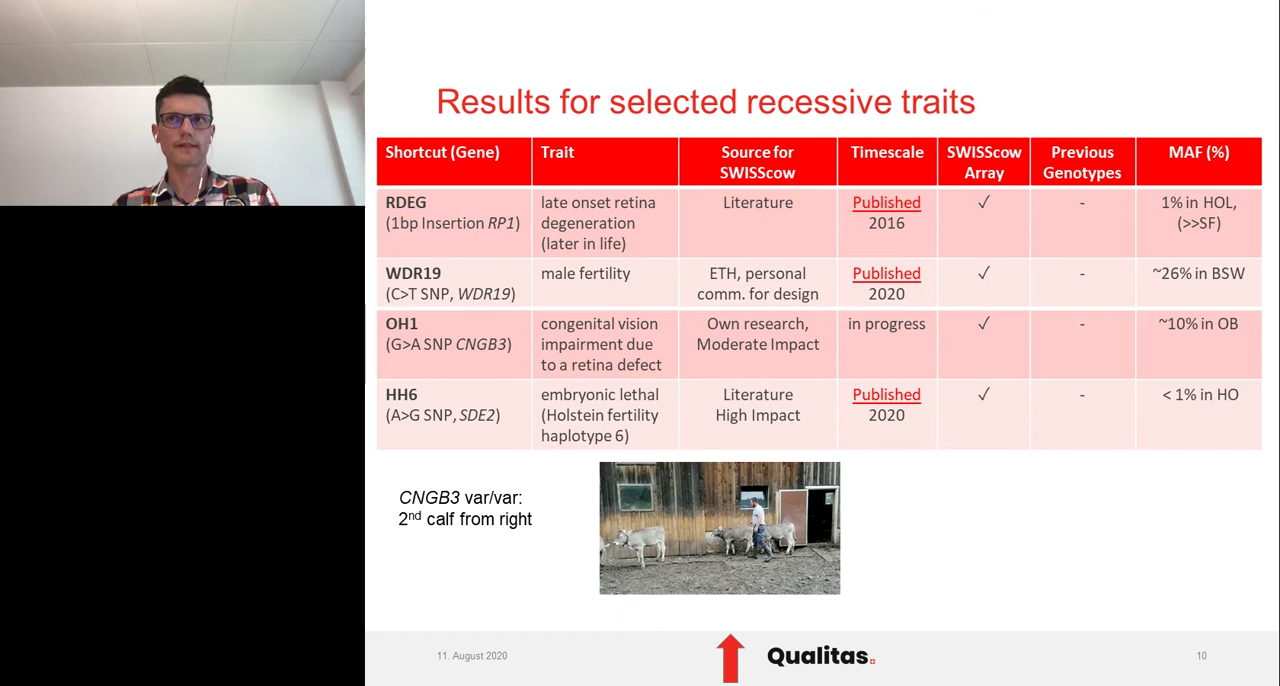 Results for selected recessive traits
Shortcut (Gene)
Trait
Source for
SWISScow
Timescale
SWISScow
Array
Previous
Genotypes
MAF (%)
RDEG
(1bp Insertion RP1)
late onset retina
degeneration
(later in life)
Literature
Published
2016
✓
-
1% in HOL,
(>>SF)
WDR19
(C>T SNP, WDR19)
male fertility
ETH, personal
comm. for design
Published
2020
✓
-
~26% in BSW
OH1
(G>A SNP CNGB3)
congenital vision
impairment due
to a retina defect
Own research,
Moderate Impact
in progress
✓
-
~10% in OB
HH6
(A>G SNP, SDE2)
embryonic lethal
(Holstein fertility
haplotype 6)
Literature
High Impact
Published
2020
✓
-
< 1% in HO
CNGB3 var/var:
2nd calf from right
11. August 2020
Qualitas.
10